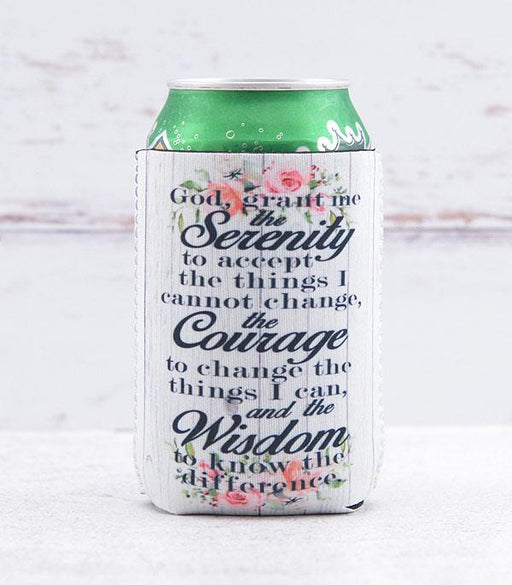 God, grant me
the
Serenity
to accept
the things I
cannot change,
the
Courage
to change the
things I can,
and the
Wisdom
to know the
difference.